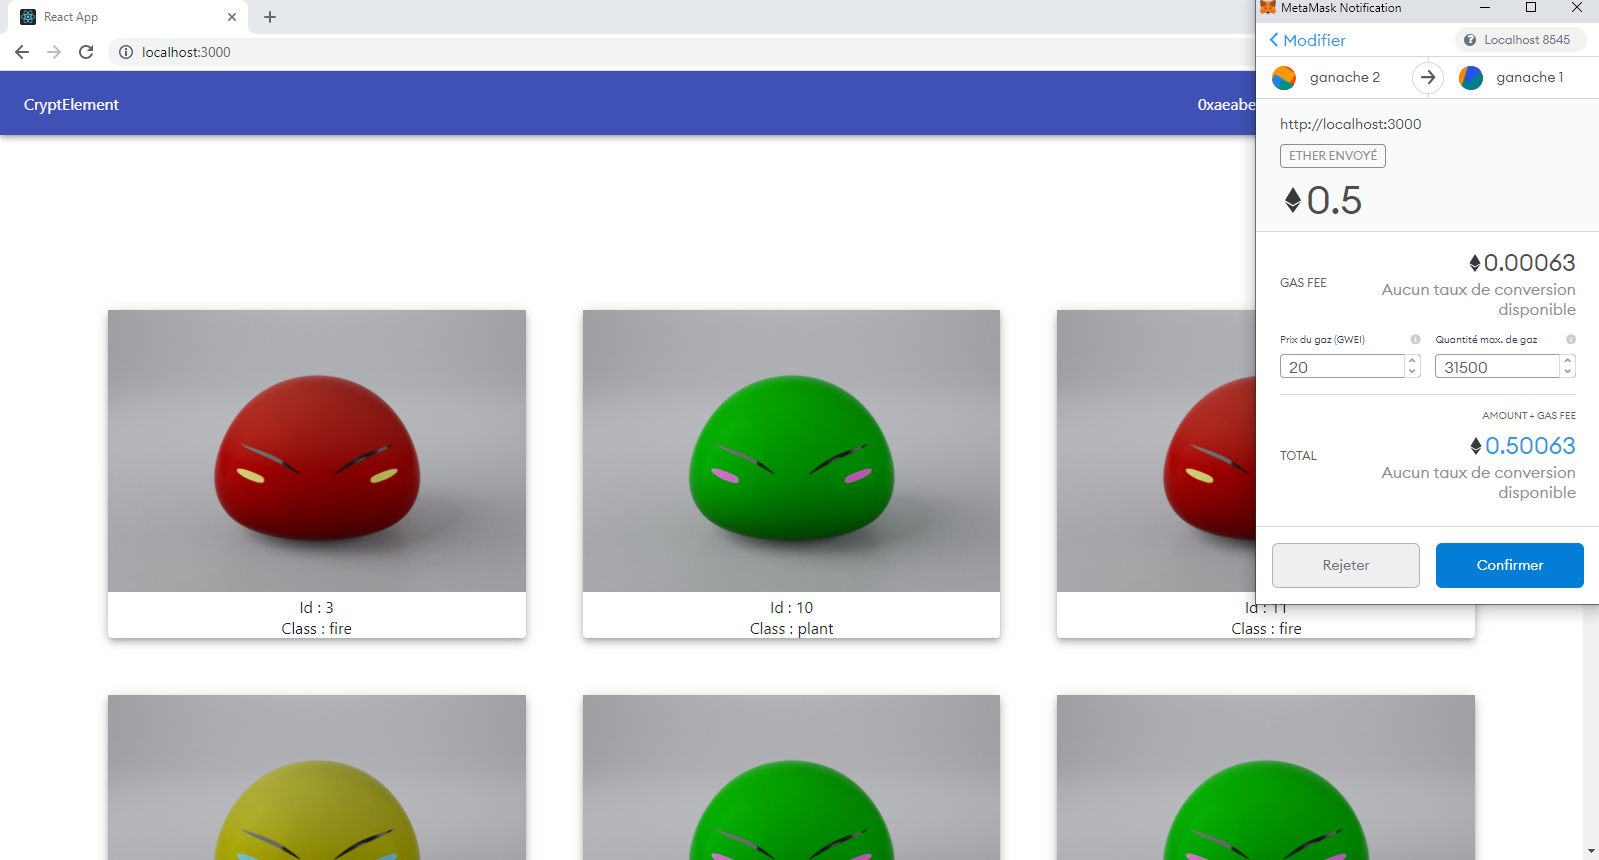 React App
localhost:3000
CryptElement
0xaeabe
MetaMask Notification
Modifier
Localhost 8545
ganache 2
ganache 1
http://localhost:3000
ETHER ENVOYÉ
0.5
GAS FEE
0.00063
Aucun taux de conversion
disponible
Prix du gaz (GWEI)
Quantité max. de gaz
20
31500
AMOUNT + GAS FEE
TOTAL
0.50063
Aucun taux de conversion
disponible
Rejeter
Confirmer
Id : 3
Class : fire
Id : 10
Class : plant
Id : 11
Class : fire